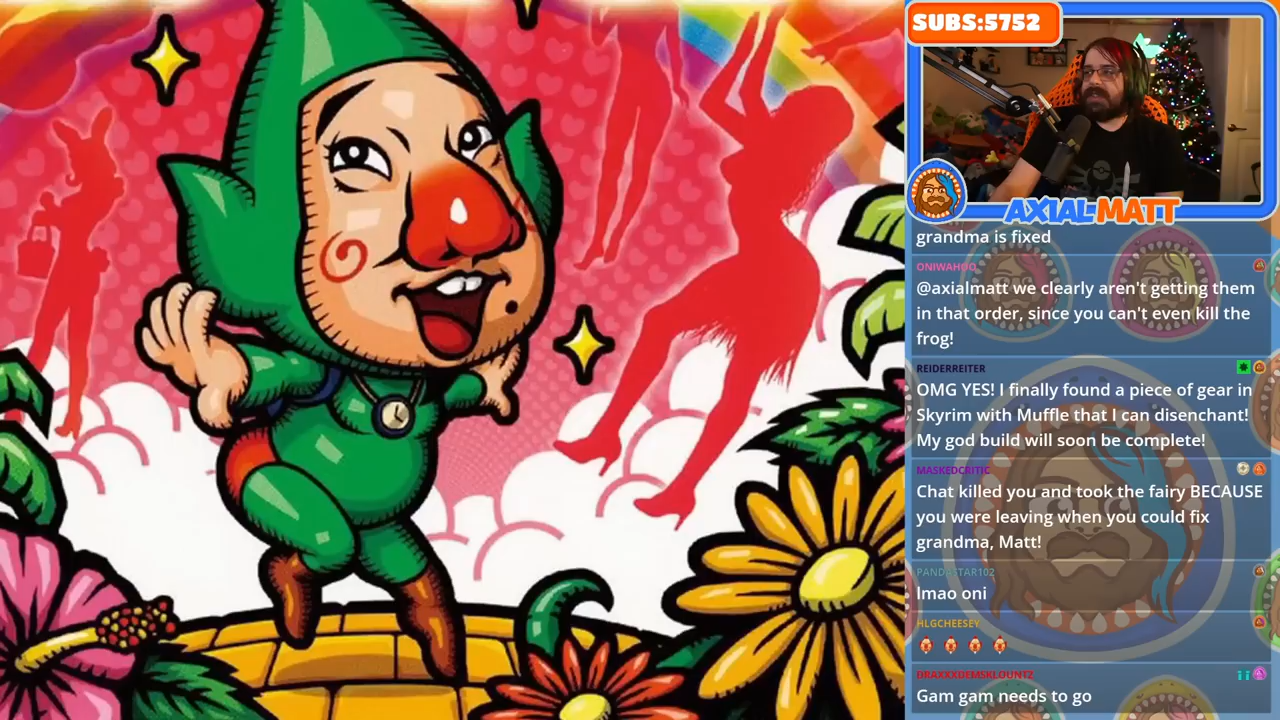 SUBS:5752
AXIALMATT
grandma is fixed
ONIWAHOO
@axialmatt we clearly aren't getting them
in that order, since you can't even kill the
frog!
REIDERREITER
OMG YES! I finally found a piece of gear in
Skyrim with Muffle that I can disenchant!
My god build will soon be complete!
MASKEDCRITIC
Chat killed you and took the fairy BECAUSE
you were leaving when you could fix
grandma, Matt!
PANDASTAR102
lmao oni
HLGCHEESEY
DRAXXXDEMSKLOUNTZ
Gam gam needs to go